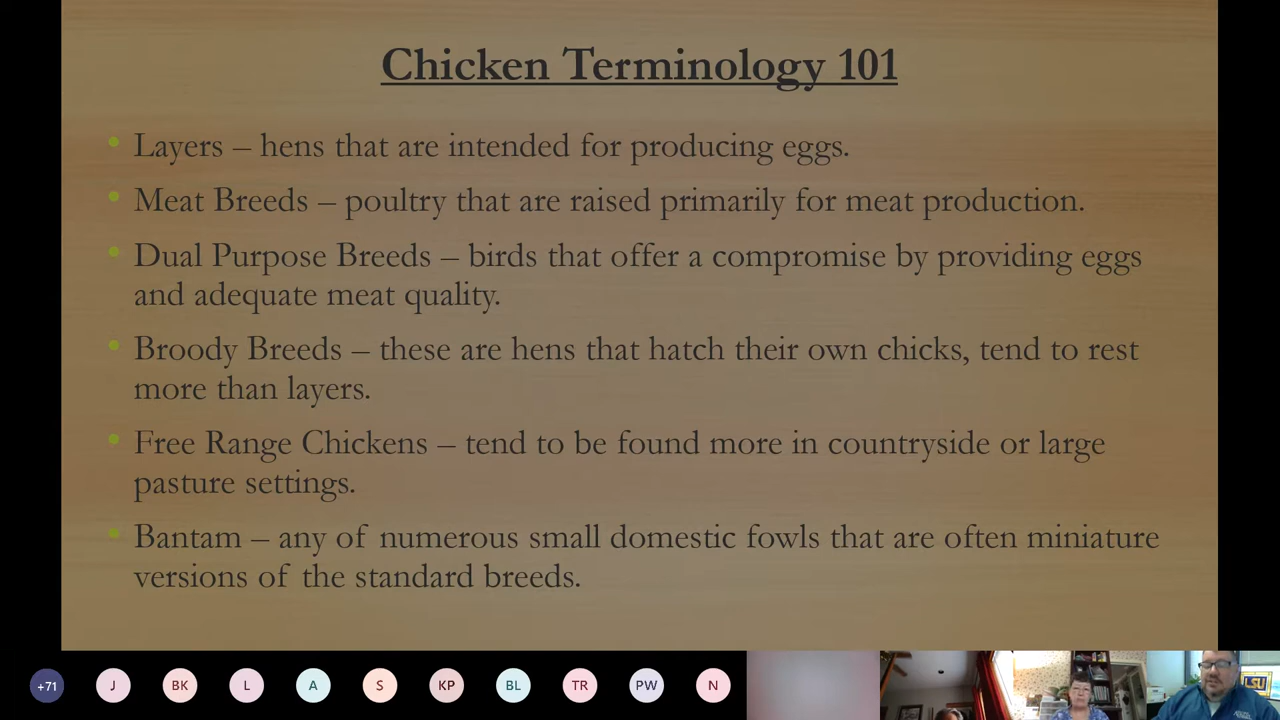 Chicken Terminology 101
Layers – hens that are intended for producing eggs.
Meat Breeds – poultry that are raised primarily for meat production.
Dual Purpose Breeds – birds that offer a compromise by providing eggs
and adequate meat quality.
Broody Breeds – these are hens that hatch their own chicks, tend to rest
more than layers.
Free Range Chickens – tend to be found more in countryside or large
pasture settings.
Bantam – any of numerous small domestic fowls that are often miniature
versions of the standard breeds.
+71 J BK L A S KP BL TR PW N
LSU